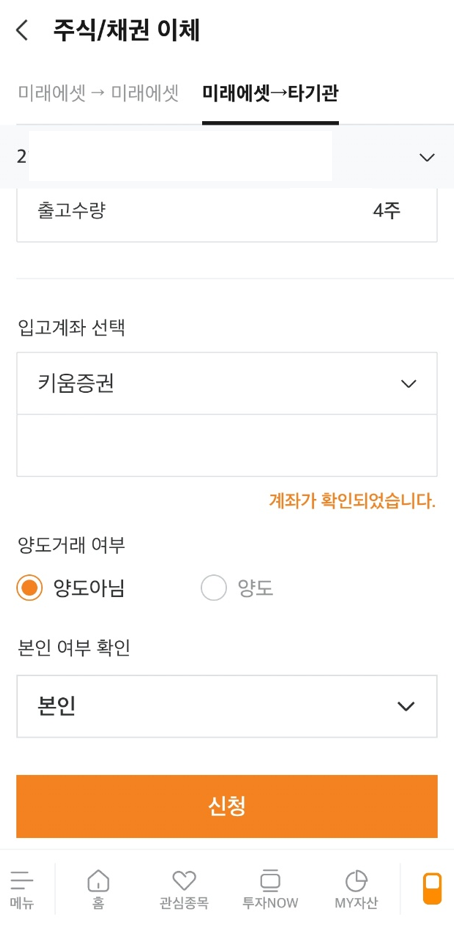 주식/채권 이체
미래에셋 → 미래에셋 미래에셋→타기관
2
출고수량 4주
입고계좌 선택
키움증권
계좌가 확인되었습니다.
양도거래 여부
양도아님 양도
본인 여부 확인
본인
신청
메뉴 홈 관심종목 투자NOW MY자산